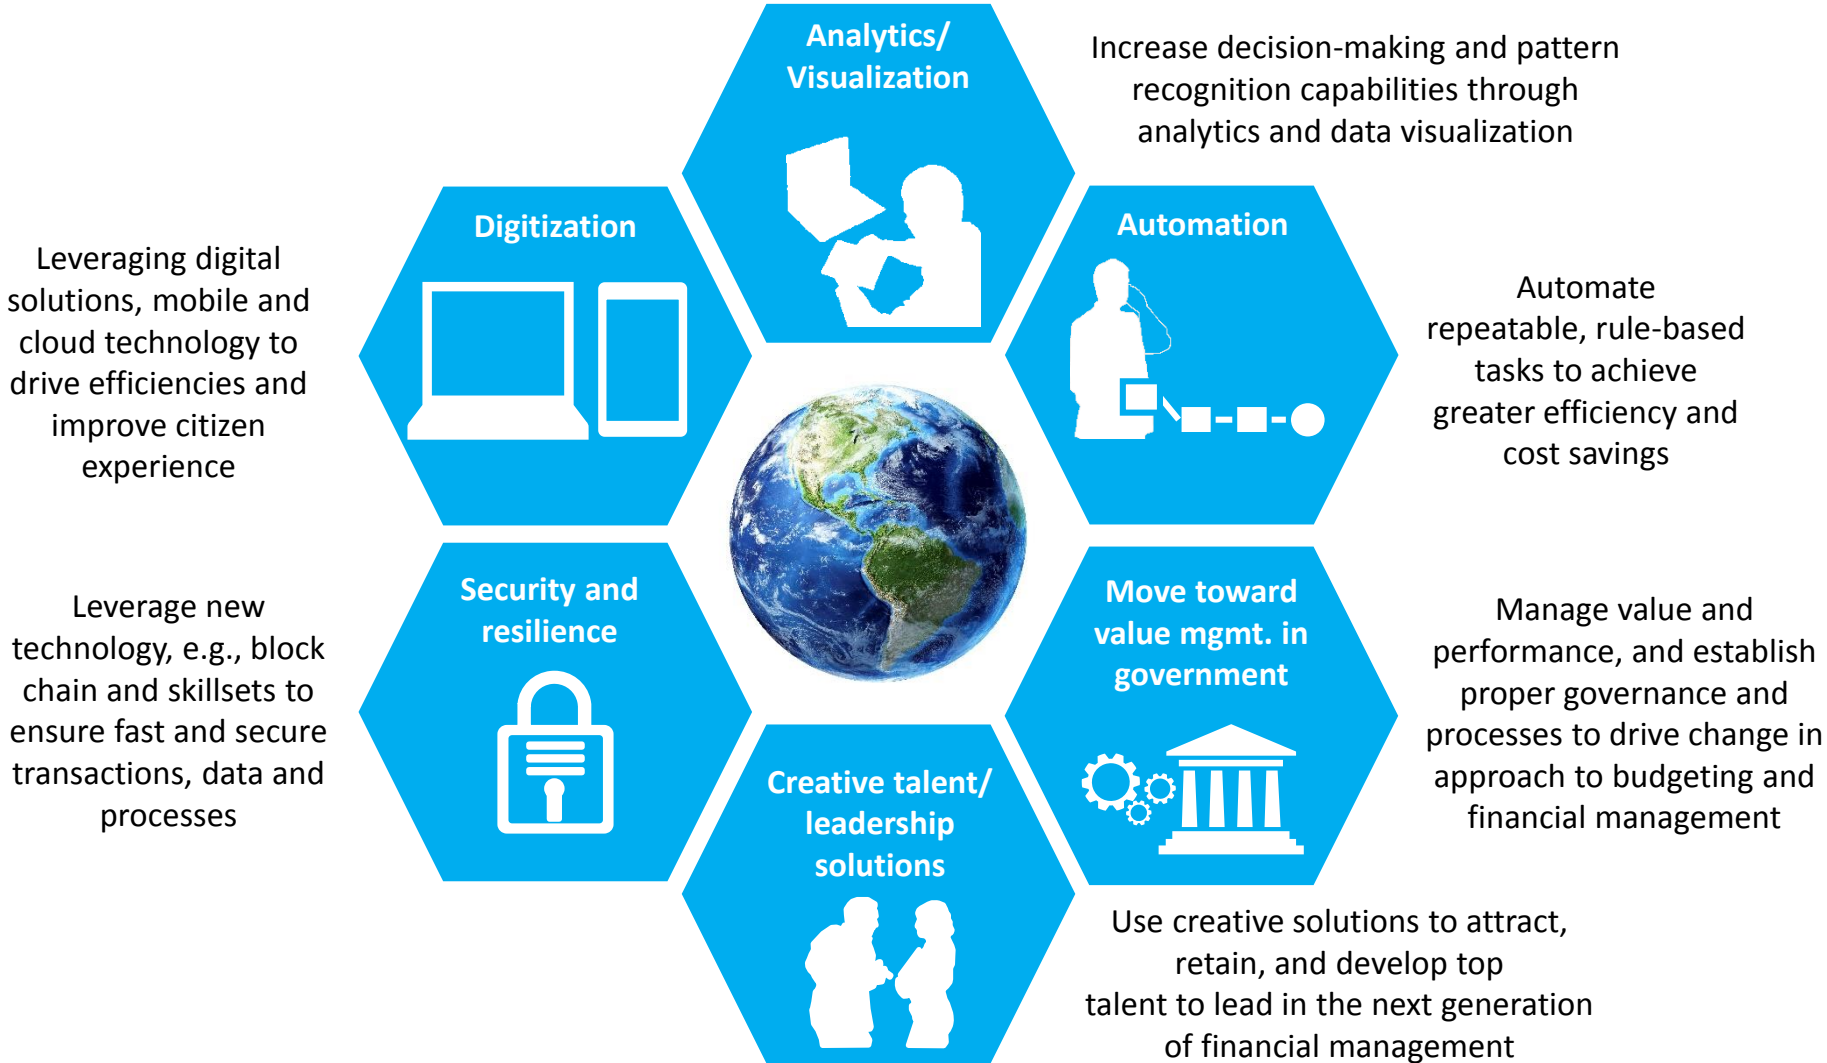 Analytics/
Visualization
Increase decision-making and pattern
recognition capabilities through
analytics and data visualization
Automation
Automate
repeatable, rule-based
tasks to achieve
greater efficiency and
cost savings
Move toward
value mgmt. in
government
Manage value and
performance, and establish
proper governance and
processes to drive change in
approach to budgeting and
financial management
Creative talent/
leadership
solutions
Use creative solutions to attract,
retain, and develop top
talent to lead in the next generation
of financial management
Security and
resilience
Leverage new
technology, e.g., block
chain and skillsets to
ensure fast and secure
transactions, data and
processes
Digitization
Leveraging digital
solutions, mobile and
cloud technology to
drive efficiencies and
improve citizen
experience